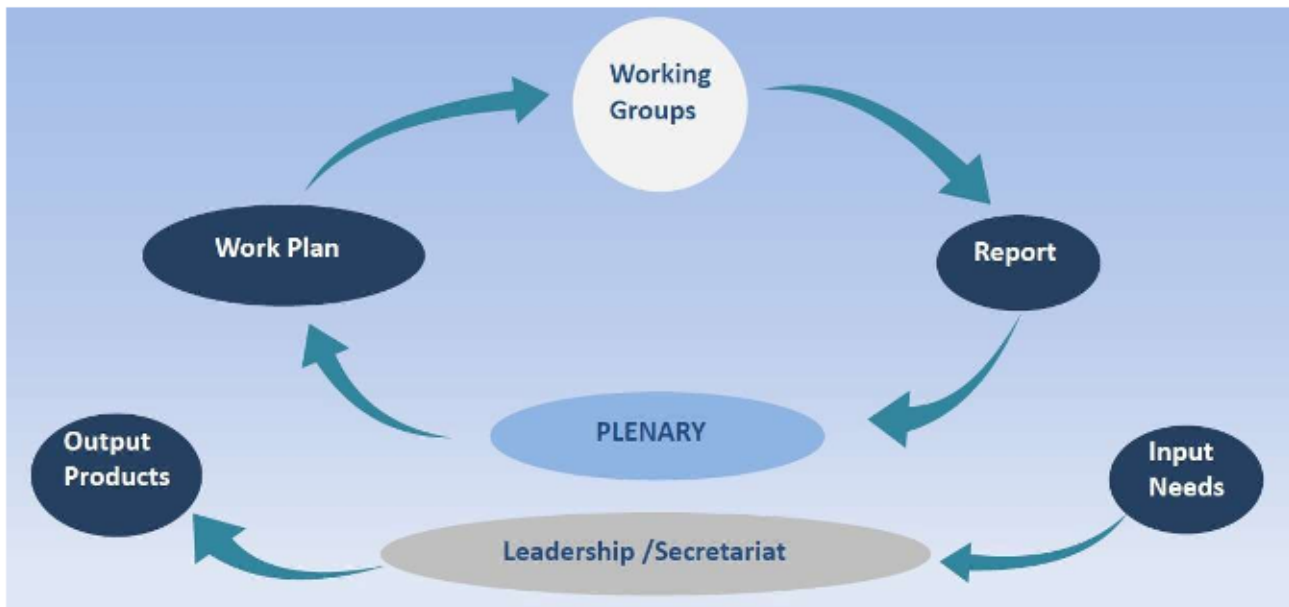 Working
Groups
Work Plan
Report
PLENARY
Output
Products
Input
Needs
Leadership /Secretariat